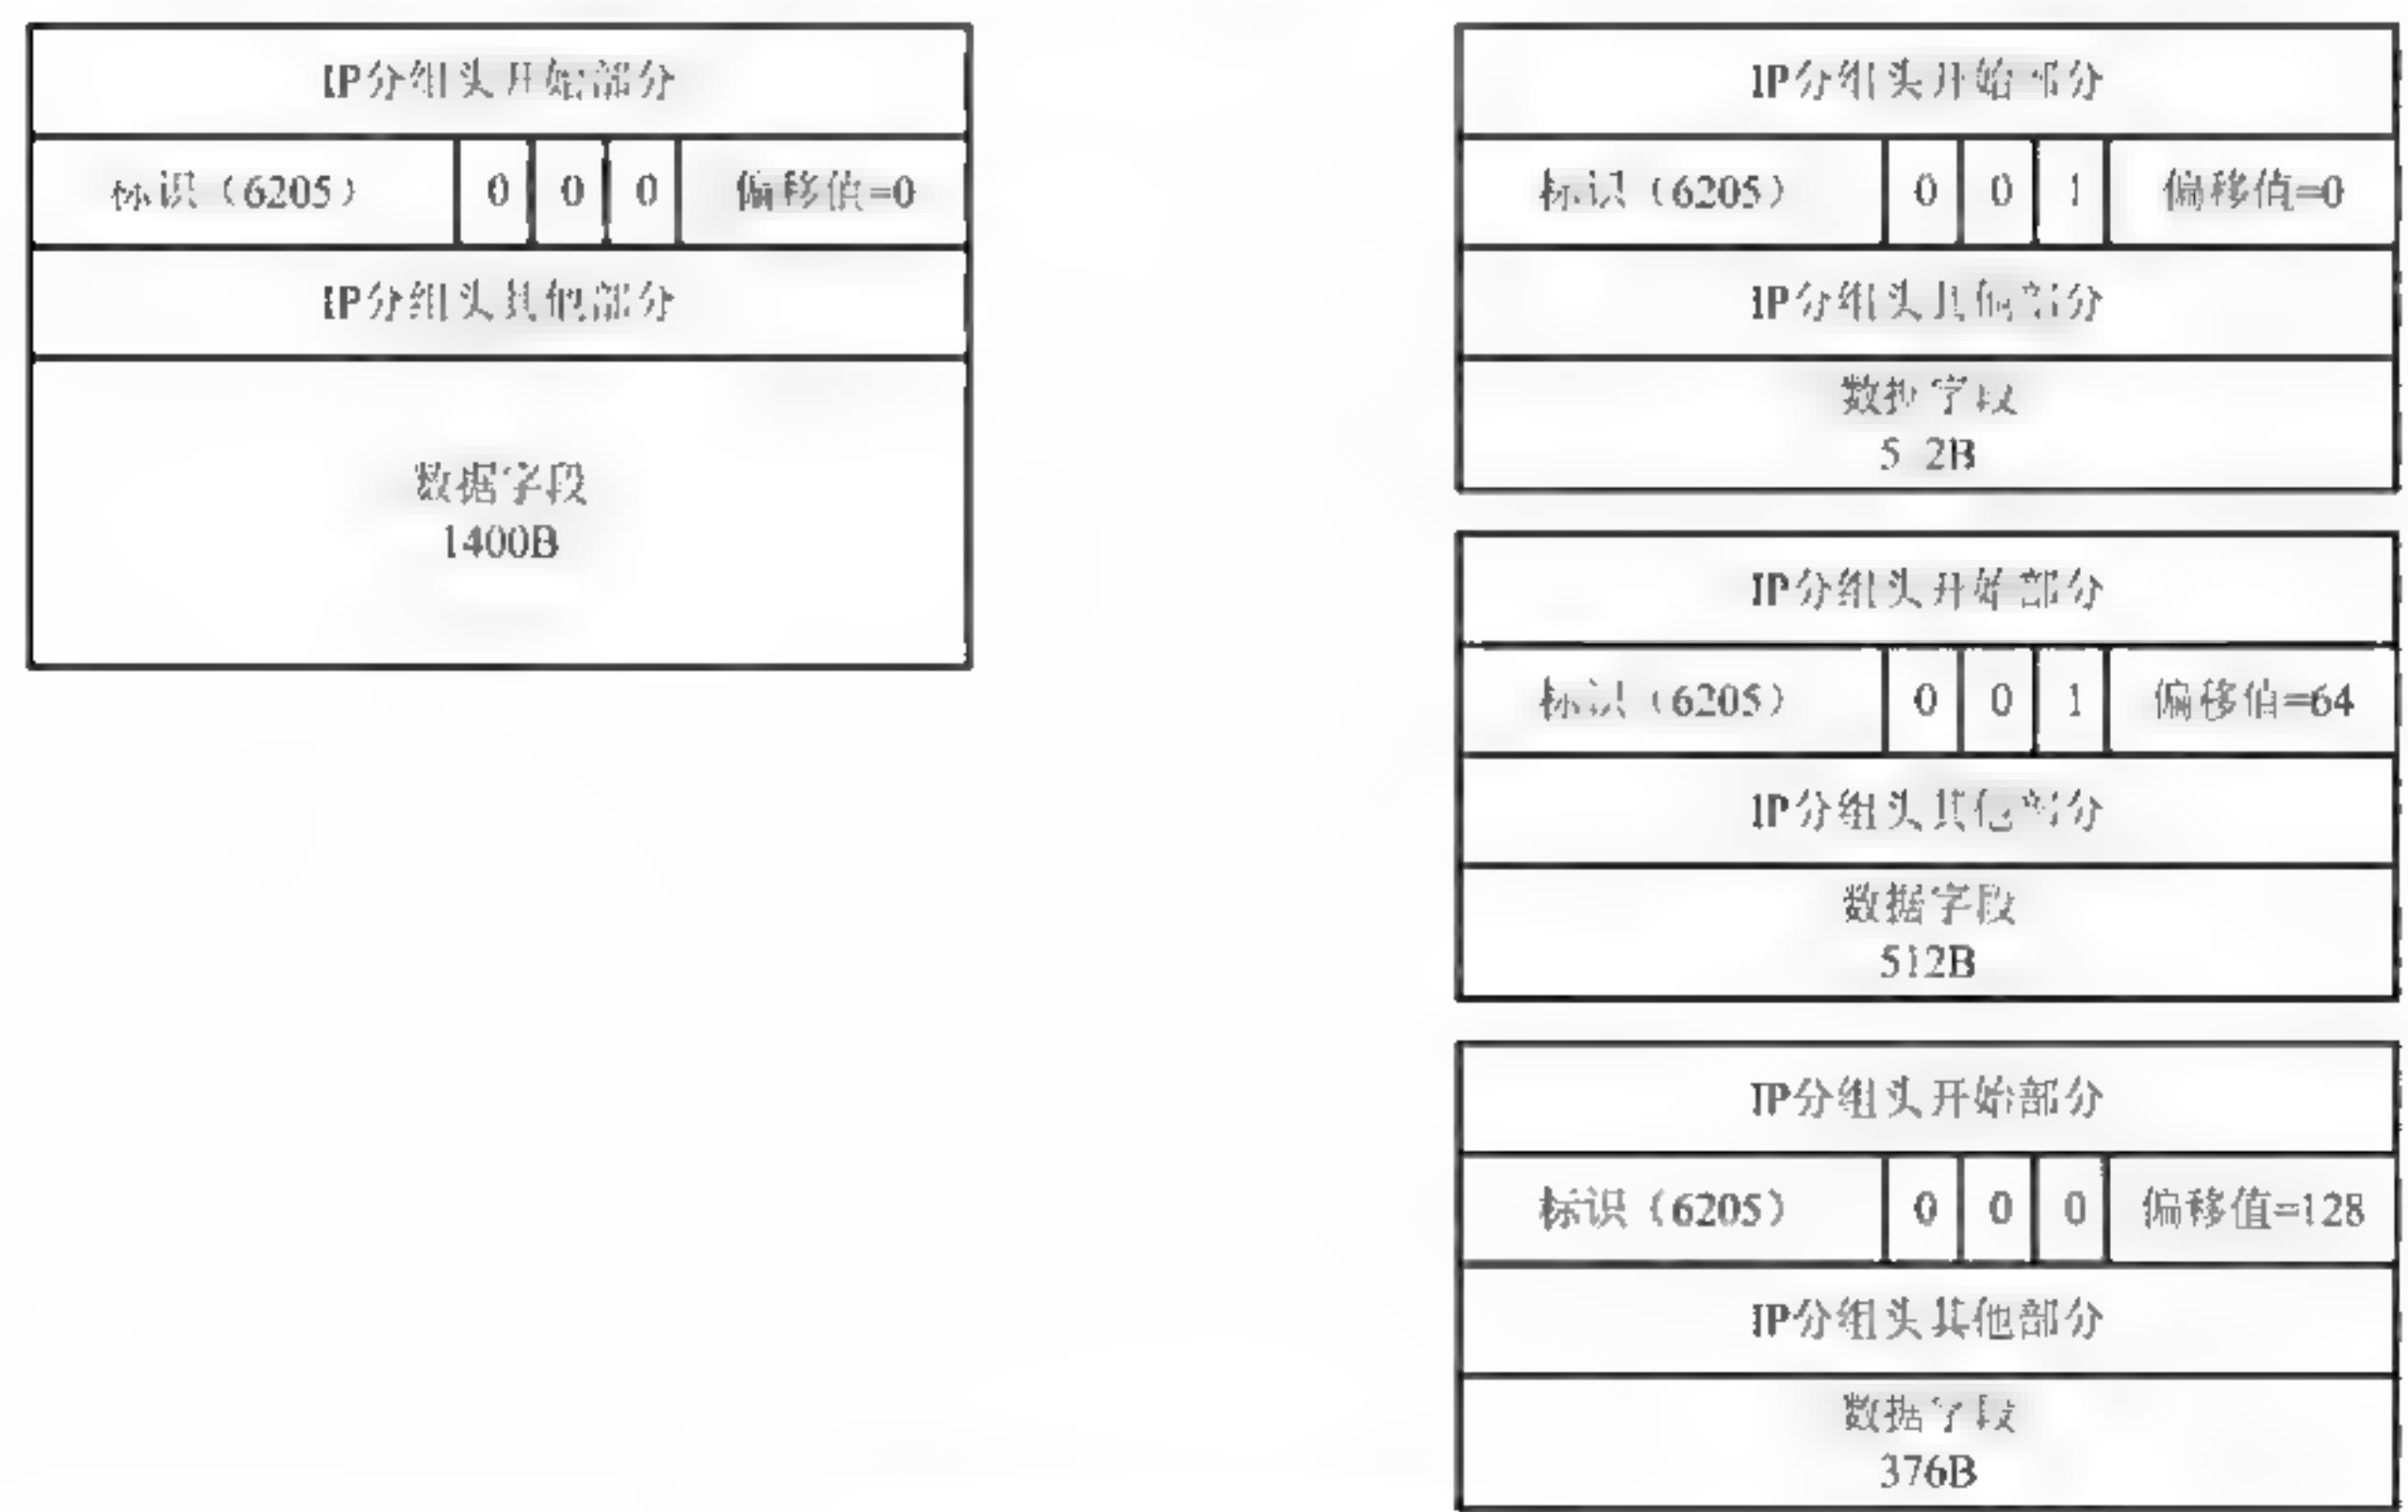 IP分组头开始部分
标识（6205） 0 0 0 偏移值=0
IP分组头其他部分
数据字段
1400B
IP分组头开始部分
标识（6205） 0 0 1 偏移值=0
IP分组头其他部分
数据字段
5 2B
IP分组头开始部分
标识（6205） 0 0 1 偏移值=64
IP分组头其他部分
数据字段
512B
IP分组头开始部分
标识（6205） 0 0 0 偏移值=128
IP分组头其他部分
数据字段
376B